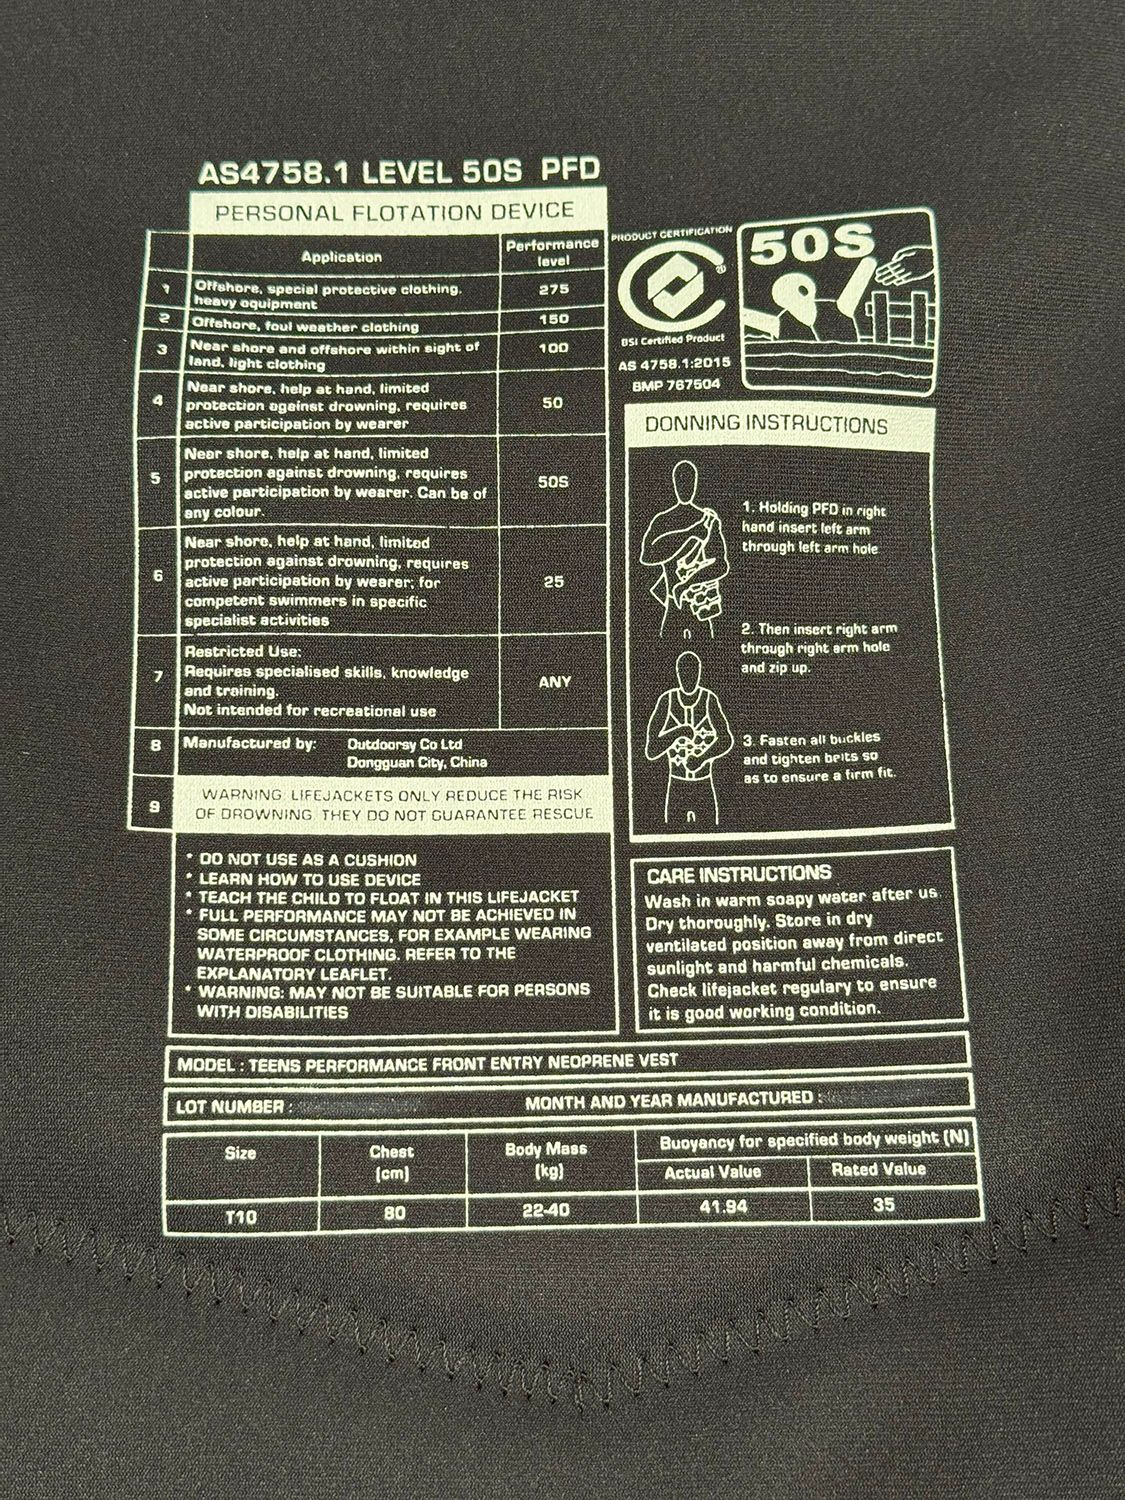 AS4758.1 LEVEL 50S PFD
PERSONAL FLOTATION DEVICE
Application
Performance
level
1
Offshore, special protective clothing,
heavy equipment
275
2
Offshore, foul weather clothing
150
3
Near shore and offshore within sight of
land, light clothing
100
4
Near shore, help at hand, limited
protection against drowning, requires
active participation by wearer
50
5
Near shore, help at hand, limited
protection against drowning, requires
active participation by wearer. Can be of
any colour.
50S
6
Near shore, help at hand, limited
protection against drowning, requires
active participation by wearer; for
competent swimmers in specific
specialist activities
25
7
Restricted Use:
Requires specialised skills, knowledge
and training.
Not intended for recreational use
ANY
8
Manufactured by: Outdoorsy Co Ltd
Dongguan City, China
9
WARNING: LIFEJACKETS ONLY REDUCE THE RISK
OF DROWNING. THEY DO NOT GUARANTEE RESCUE
* DO NOT USE AS A CUSHION
* LEARN HOW TO USE DEVICE
* TEACH THE CHILD TO FLOAT IN THIS LIFEJACKET
* FULL PERFORMANCE MAY NOT BE ACHIEVED IN
SOME CIRCUMSTANCES, FOR EXAMPLE WEARING
WATERPROOF CLOTHING. REFER TO THE
EXPLANATORY LEAFLET.
* WARNING: MAY NOT BE SUITABLE FOR PERSONS
WITH DISABILITIES
PRODUCT CERTIFICATION
®
BSI Certified Product
AS 4758.1:2015
BMP 767504
50S
DONNING INSTRUCTIONS
1. Holding PFD in right
hand insert left arm
through left arm hole
2. Then insert right arm
through right arm hole
and zip up.
3. Fasten all buckles
and tighten belts so
as to ensure a firm fit.
CARE INSTRUCTIONS
Wash in warm soapy water after us.
Dry thoroughly. Store in dry
ventilated position away from direct
sunlight and harmful chemicals.
Check lifejacket regulary to ensure
it is good working condition.
MODEL : TEENS PERFORMANCE FRONT ENTRY NEOPRENE VEST
LOT NUMBER : MONTH AND YEAR MANUFACTURED :
Size
Chest
(cm)
Body Mass
(kg)
Buoyancy for specified body weight (N)
Actual Value
Rated Value
T10
80
22-40
41.94
35